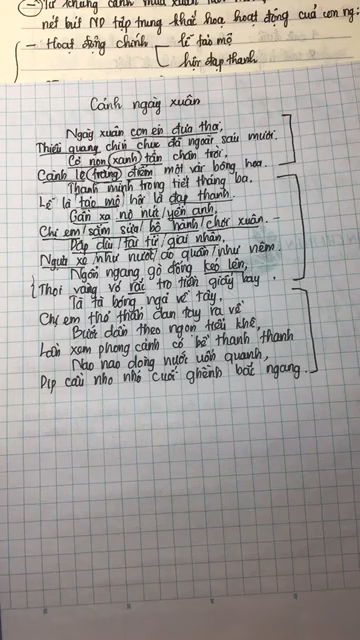 Từ khung cảnh mùa xuân
nét bút ND tập trung khắc hoạ hoạt động của con ng:
- Hoạt động chính
lễ tảo mộ
hội đạp thanh
Cảnh ngày xuân
Ngày xuân con én đưa thoi,
Thiều quang chín chục đã ngoài sáu mươi.
Cỏ non (xanh) tận chân trời,
Cành lê (trắng) điểm một vài bông hoa.
Thanh minh trong tiết tháng ba.
Lễ là tảo mộ hội là đạp thanh.
Gần xa nô nức / yến anh,
Chị em / sắm sửa / bộ hành / chơi xuân.
Dập dìu / tài tử / giai nhân,
Ngựa xe / như nước / áo quần / như nêm.
Ngổn ngang gò đống kéo lên,
Thoi vàng vó rắc tro tiền giấy bay.
Tà tà bóng ngả về tây,
Chị em thơ thẩn dan tay ra về
Bước dần theo ngọn tiểu khê,
Lần xem phong cảnh có bề thanh thanh
Nao nao dòng nước uốn quanh,
Dịp cầu nho nhỏ cuối ghềnh bắc ngang.